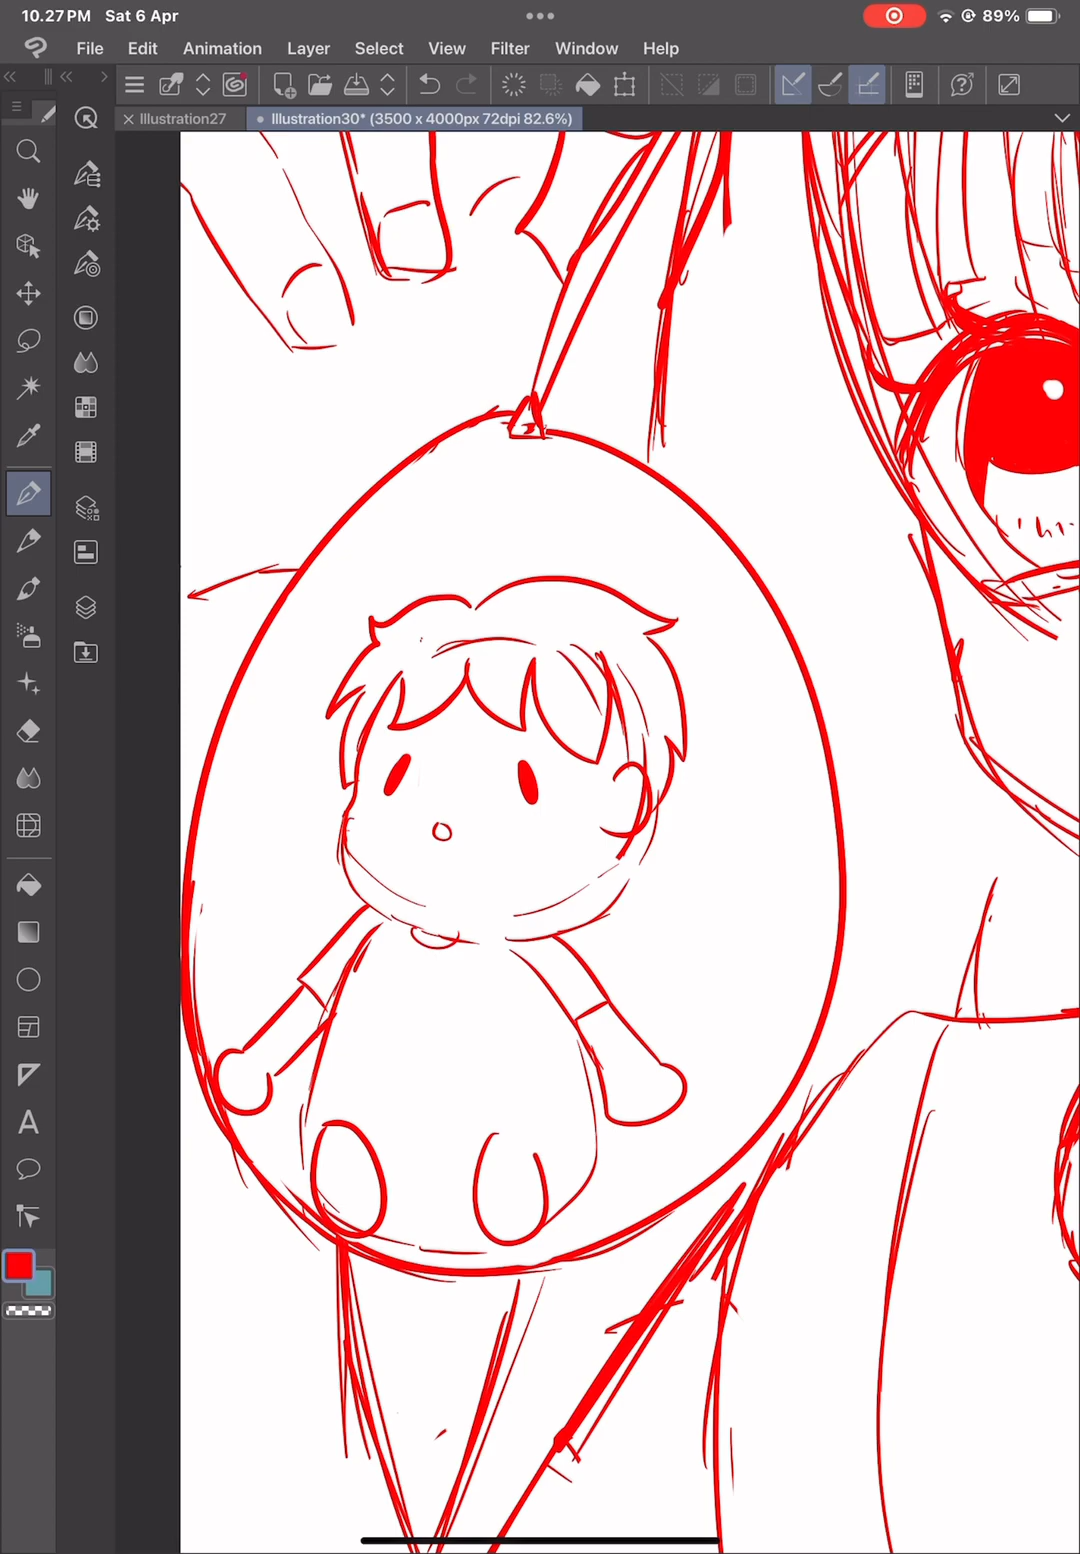 10.27 PM Sat 6 Apr 89%
File Edit Animation Layer Select View Filter Window Help
Illustration27 Illustration30* (3500 x 4000px 72dpi 82.6%)